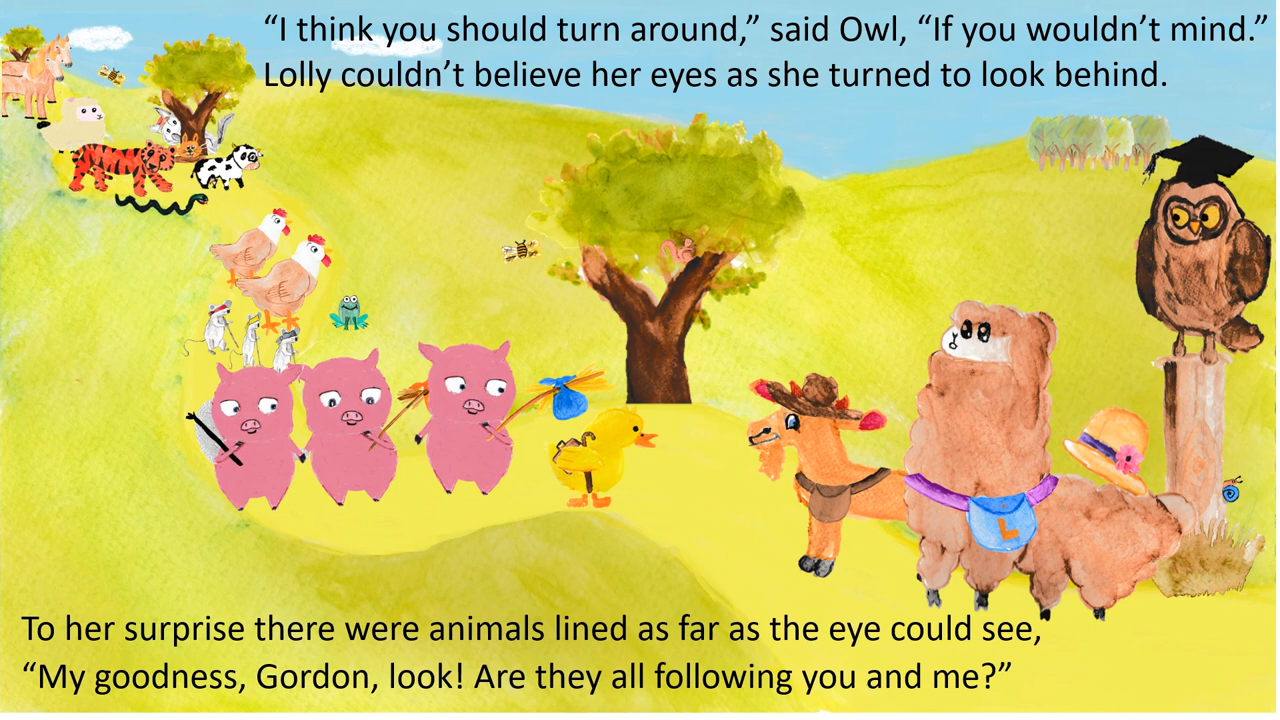 “I think you should turn around,” said Owl, “If you wouldn’t mind.”
Lolly couldn’t believe her eyes as she turned to look behind.
L
To her surprise there were animals lined as far as the eye could see,
“My goodness, Gordon, look! Are they all following you and me?”